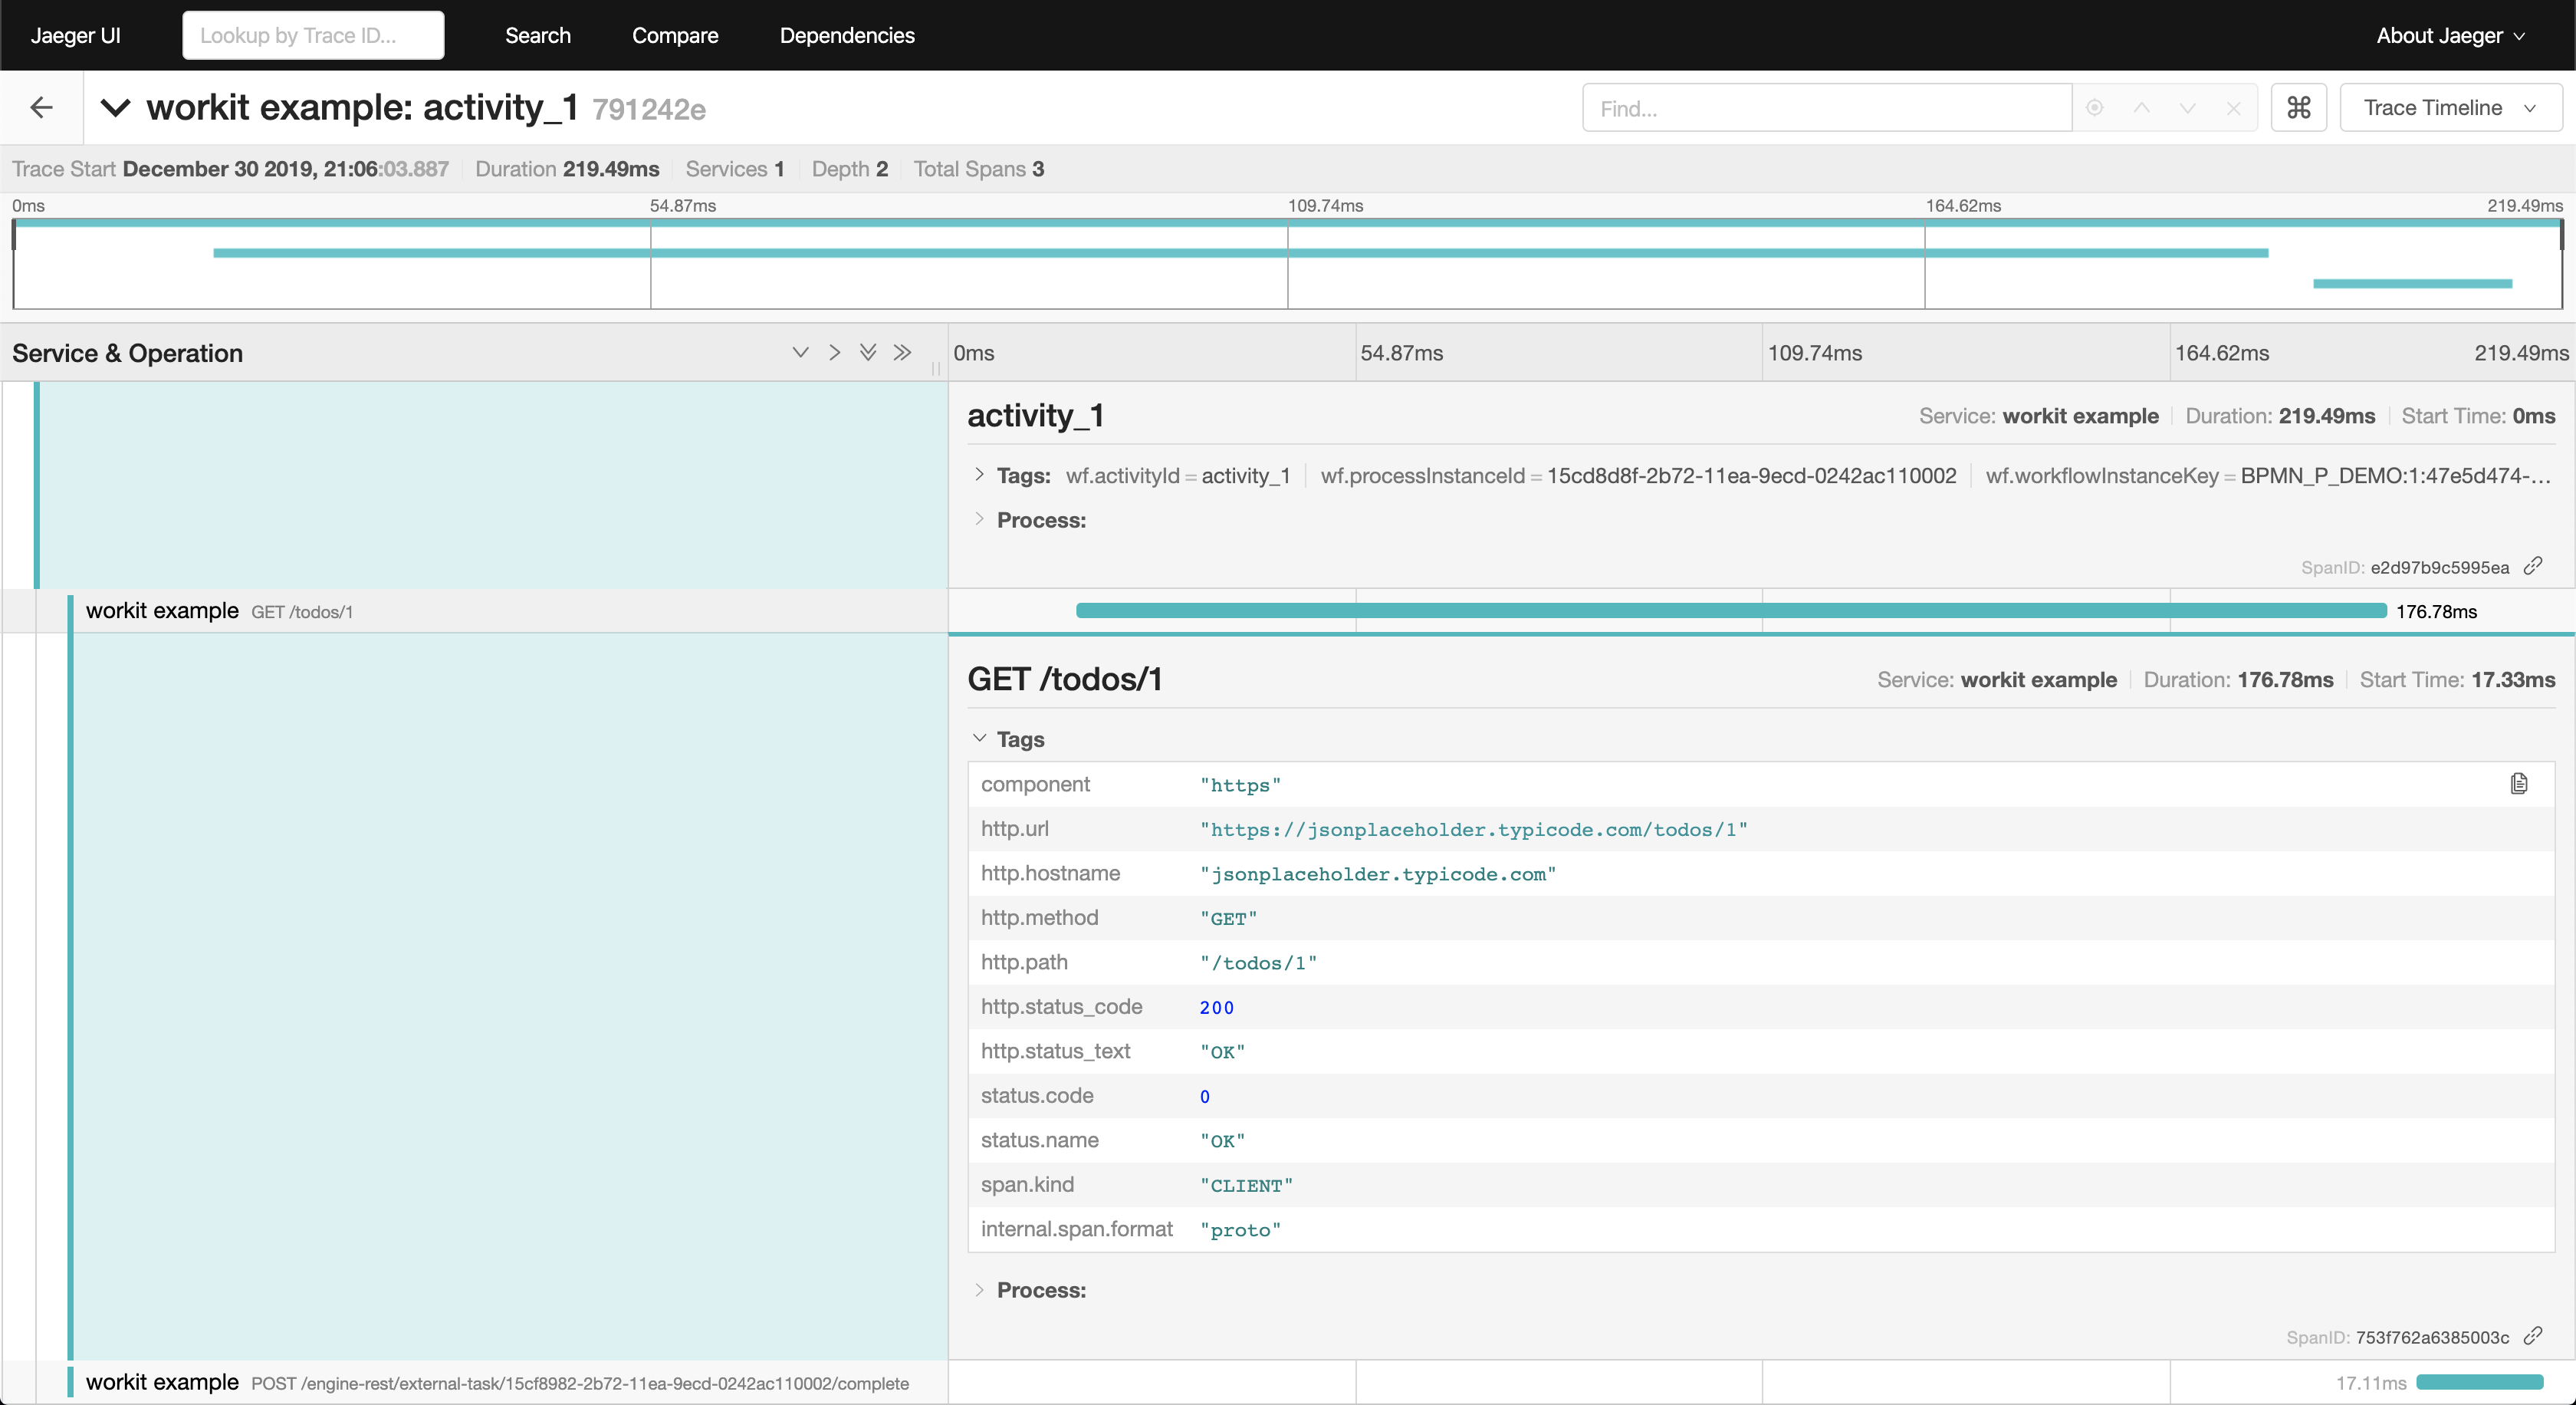 Jaeger UI Lookup by Trace ID... Search Compare Dependencies About Jaeger
workit example: activity_1 791242e Find... ⌘ Trace Timeline
Trace Start December 30 2019, 21:06:03.887 Duration 219.49ms Services 1 Depth 2 Total Spans 3
0ms 54.87ms 109.74ms 164.62ms 219.49ms
Service & Operation 0ms 54.87ms 109.74ms 164.62ms 219.49ms
activity_1 Service: workit example Duration: 219.49ms Start Time: 0ms
Tags: wf.activityId = activity_1 wf.processInstanceId = 15cd8d8f-2b72-11ea-9ecd-0242ac110002 wf.workflowInstanceKey = BPMN_P_DEMO:1:47e5d474-...
Process:
SpanID: e2d97b9c5995ea
workit example GET /todos/1 176.78ms
GET /todos/1 Service: workit example Duration: 176.78ms Start Time: 17.33ms
Tags
component "https"
http.url "https://jsonplaceholder.typicode.com/todos/1"
http.hostname "jsonplaceholder.typicode.com"
http.method "GET"
http.path "/todos/1"
http.status_code 200
http.status_text "OK"
status.code 0
status.name "OK"
span.kind "CLIENT"
internal.span.format "proto"
Process:
SpanID: 753f762a6385003c
workit example POST /engine-rest/external-task/15cf8982-2b72-11ea-9ecd-0242ac110002/complete 17.11ms